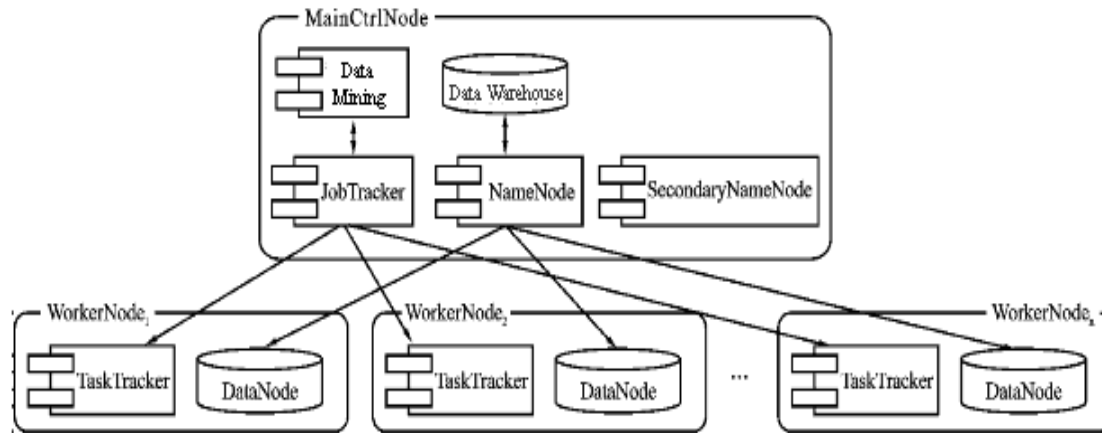 MainCtrlNode
Data
Mining
Data Warehouse
JobTracker
NameNode
SecondaryNameNode
WorkerNode1
WorkerNode2
WorkerNoden
TaskTracker
DataNode
TaskTracker
DataNode
...
TaskTracker
DataNode